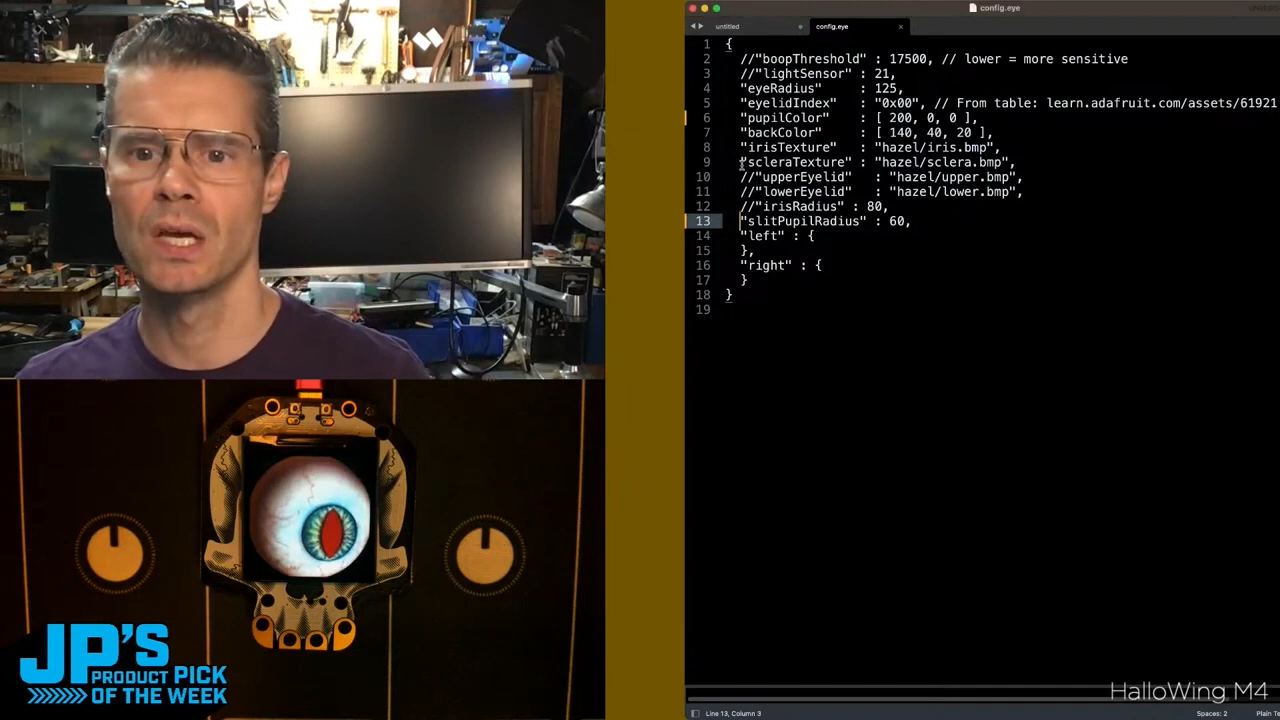 config.eye
untitled
config.eye
1 {
2 //"boopThreshold" : 17500, // lower = more sensitive
3 //"lightSensor" : 21,
4 "eyeRadius" : 125,
5 "eyelidIndex" : "0x00", // From table: learn.adafruit.com/assets/61921
6 "pupilColor" : [ 200, 0, 0 ],
7 "backColor" : [ 140, 40, 20 ],
8 "irisTexture" : "hazel/iris.bmp",
9 "scleraTexture" : "hazel/sclera.bmp",
10 //"upperEyelid" : "hazel/upper.bmp",
11 //"lowerEyelid" : "hazel/lower.bmp",
12 //"irisRadius" : 80,
13 "slitPupilRadius" : 60,
14 "left" : {
15 },
16 "right" : {
17 }
18 }
19
JP'S
PRODUCT PICK
OF THE WEEK
HalloWing M4
Line 13, Column 3
Spaces: 2